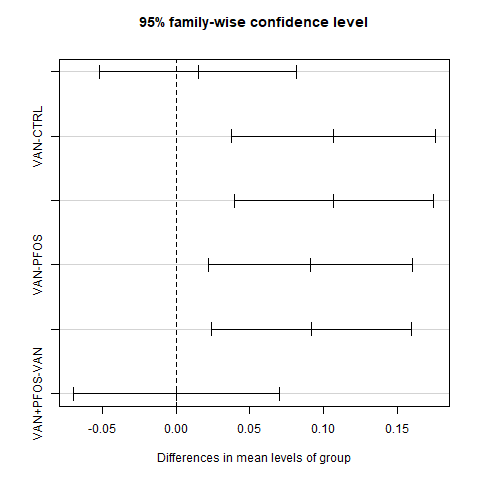 95% family-wise confidence level
VAN-CTRL
VAN-PFOS
VAN+PFOS-VAN
-0.05 0.00 0.05 0.10 0.15
Differences in mean levels of group